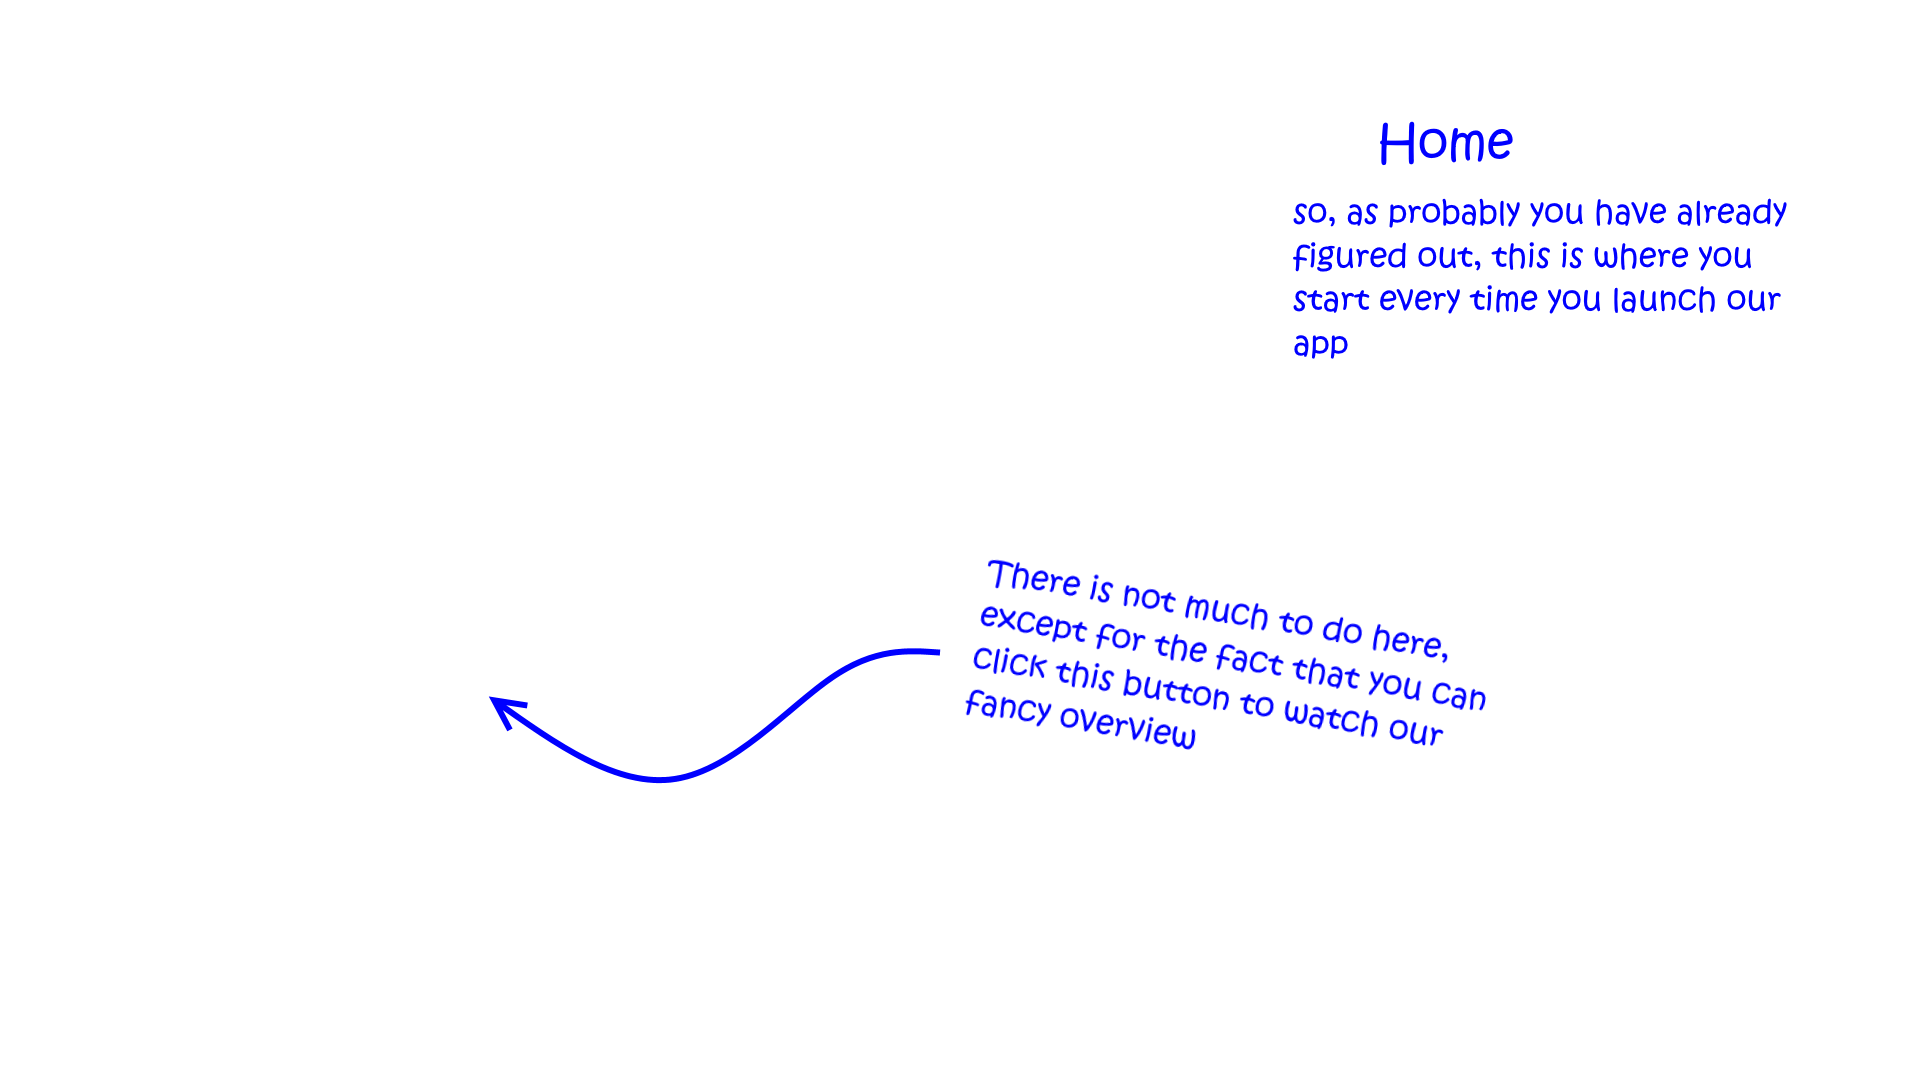 Home
so, as probably you have already
figured out, this is where you
start every time you launch our
app
There is not much to do here,
except for the fact that you can
click this button to watch our
fancy overview